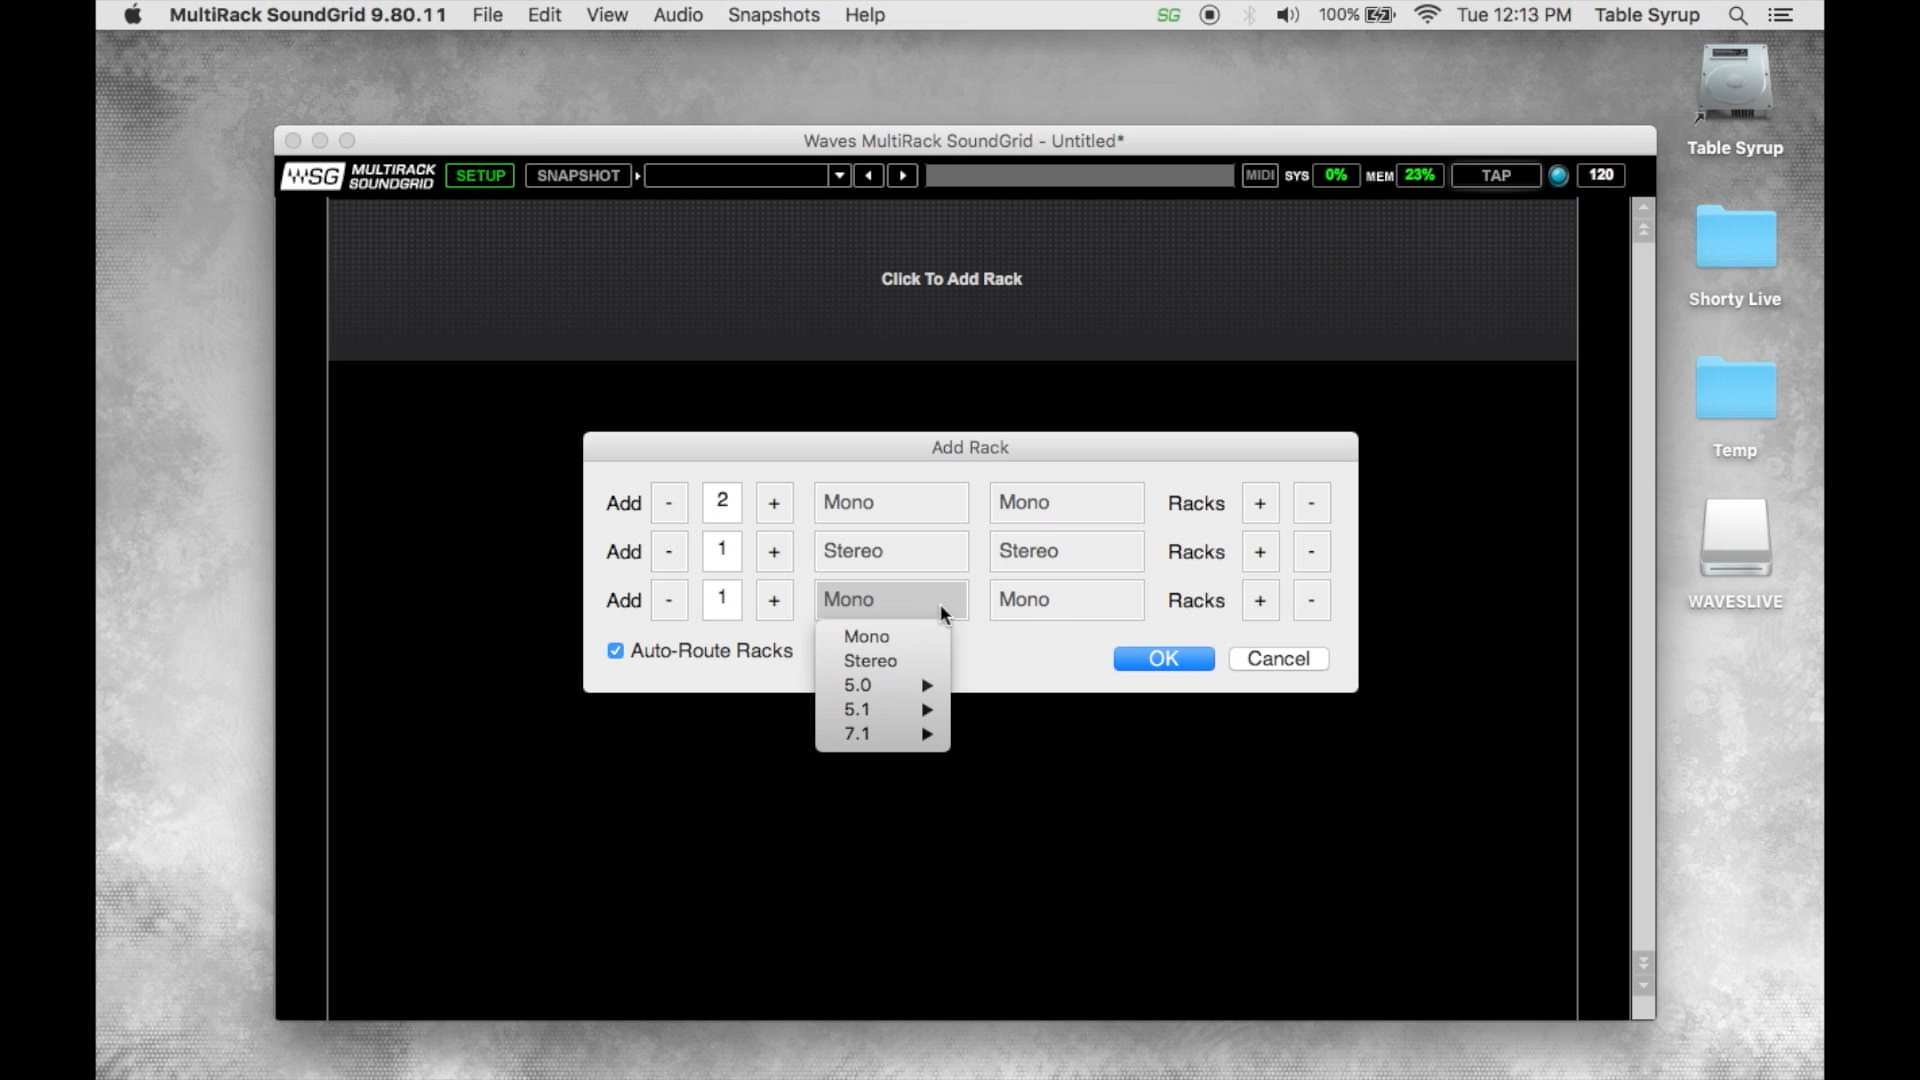 MultiRack SoundGrid 9.80.11 File Edit View Audio Snapshots Help SG 100% Tue 12:13 PM Table Syrup
Waves MultiRack SoundGrid - Untitled*
WSG MULTIRACK SOUNDGRID SETUP SNAPSHOT MIDI SYS 0% MEM 23% TAP 120
Click To Add Rack
Add Rack
Add - 2 + Mono Mono Racks + -
Add - 1 + Stereo Stereo Racks + -
Add - 1 + Mono Mono Racks + -
Auto-Route Racks
OK Cancel
Mono
Stereo
5.0
5.1
7.1
Table Syrup
Shorty Live
Temp
WAVESLIVE